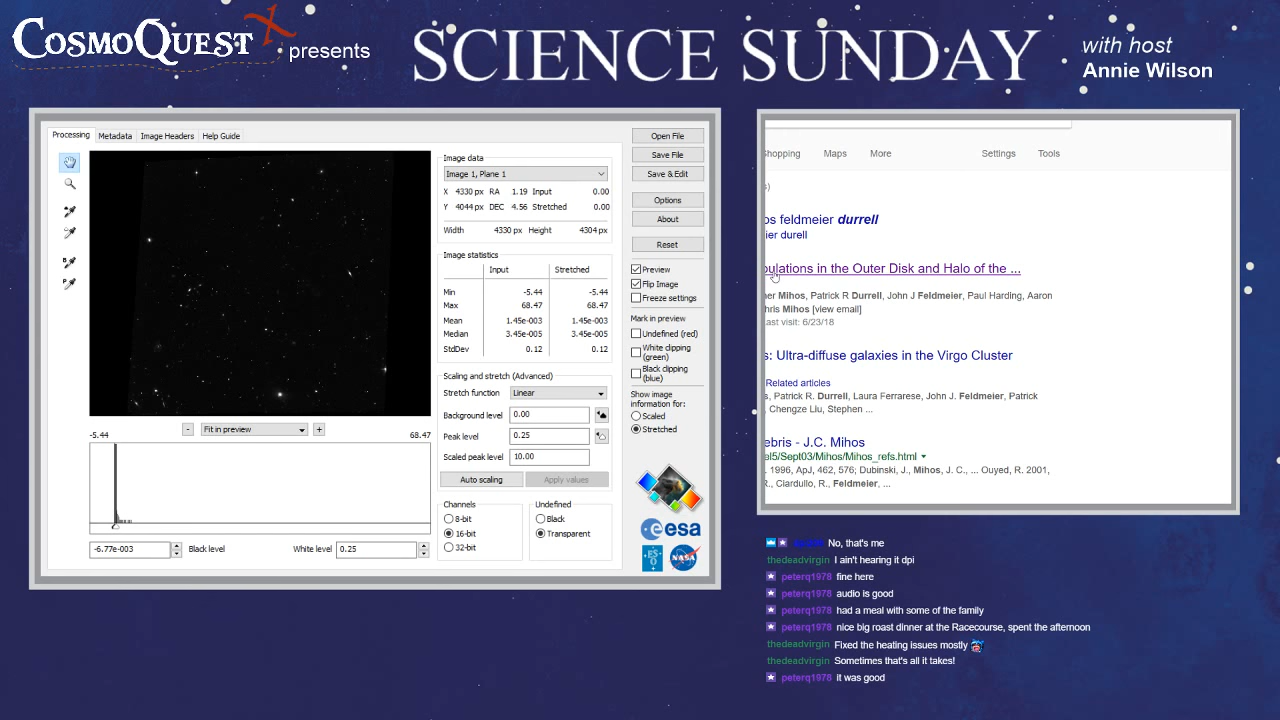 CosmoQuest X presents
SCIENCE SUNDAY
with host
Annie Wilson
Processing Metadata Image Headers Help Guide
Open File
Save File
Save & Edit
Options
About
Reset
Preview
Flip Image
Freeze settings
Mark in preview
Undefined (red)
White clipping
(green)
Black clipping
(blue)
Show image
information for:
Scaled
Stretched
Image data
Image 1, Plane 1
X 4330 px RA 1.19 Input 0.00
Y 4044 px DEC 4.56 Stretched 0.00
Width 4330 px Height 4304 px
Image statistics
Input Stretched
Min -5.44 -5.44
Max 68.47 68.47
Mean 1.45e-003 1.45e-003
Median 3.45e-005 3.45e-005
StdDev 0.12 0.12
Scaling and stretch (Advanced)
Stretch function Linear
Background level 0.00
Peak level 0.25
Scaled peak level 10.00
Auto scaling Apply values
Channels
8-bit
16-bit
32-bit
Undefined
Black
Transparent
- Fit in preview +
-5.44 68.47
-6.77e-003 Black level White level 0.25
esa
ESO
NASA
Shopping Maps More Settings Tools
s)
os feldmeier durrell
ier durell
pulations in the Outer Disk and Halo of the ...
er Mihos, Patrick R Durrell, John J Feldmeier, Paul Harding, Aaron
hris Mihos [view email]
ast visit: 6/23/18
s: Ultra-diffuse galaxies in the Virgo Cluster
Related articles
s, Patrick R. Durrell, Laura Ferrarese, John J. Feldmeier, Patrick
, Chengze Liu, Stephen ...
ebris - J.C. Mihos
el5/Sept03/Mihos/Mihos_refs.html
. 1996, ApJ, 462, 576; Dubinski, J., Mihos, J. C., ... Ouyed, R. 2001,
R., Ciardullo, R., Feldmeier, ...
No, that's me
thedeadvirgin I ain't hearing it dpi
peterq1978 fine here
peterq1978 audio is good
peterq1978 had a meal with some of the family
peterq1978 nice big roast dinner at the Racecourse, spent the afternoon
thedeadvirgin Fixed the heating issues mostly
thedeadvirgin Sometimes that's all it takes!
peterq1978 it was good